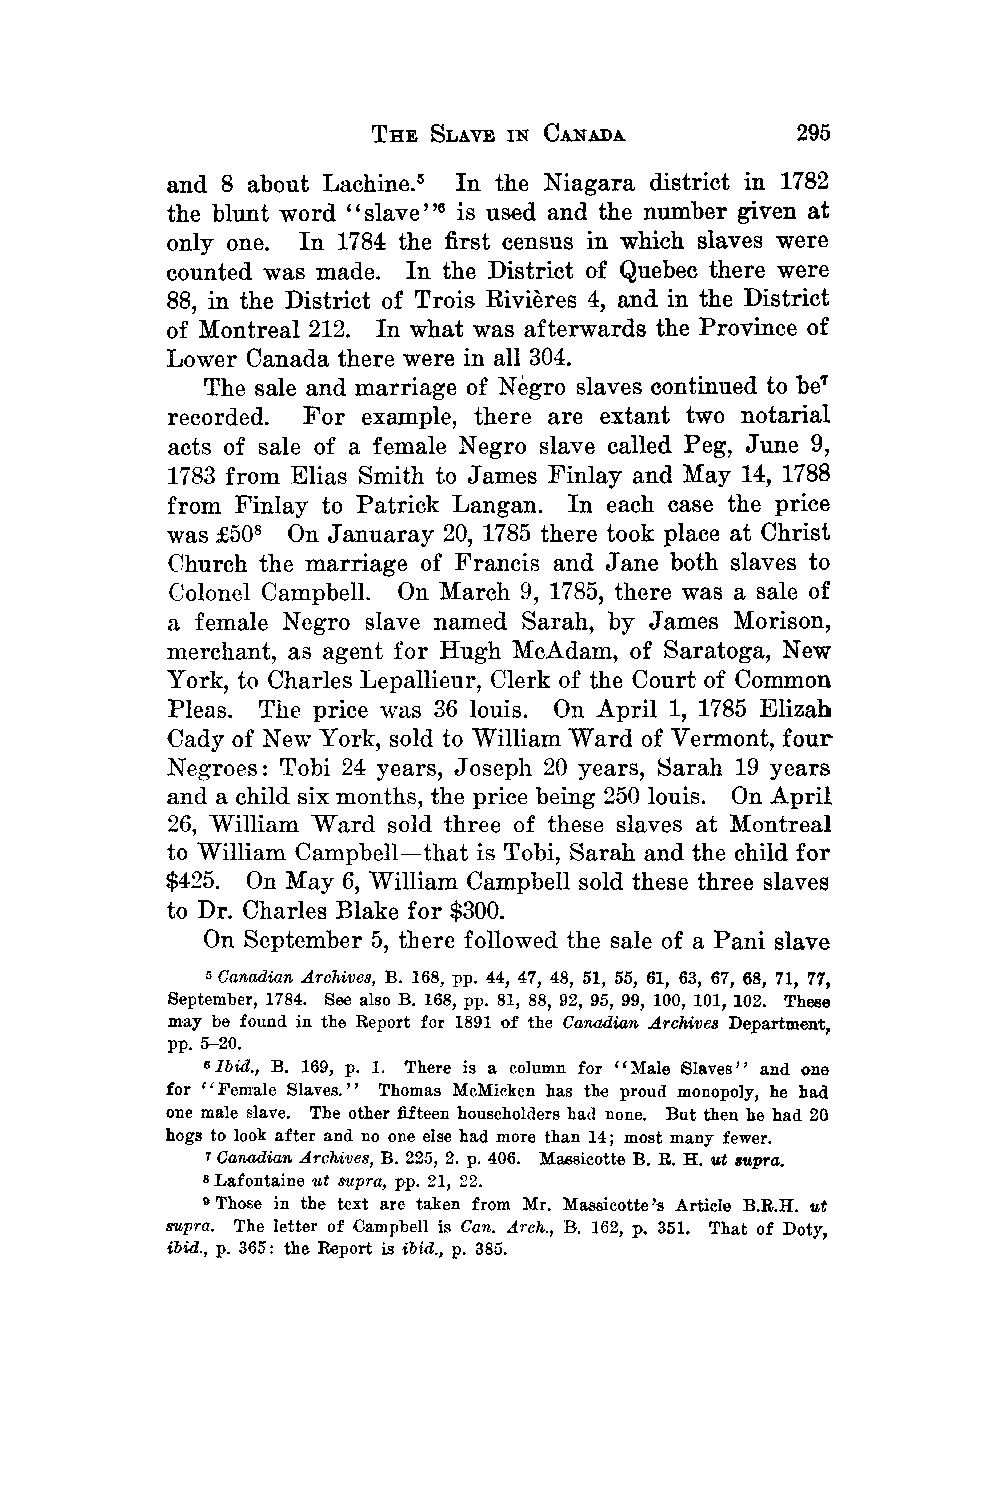 THE SLAVE IN CANADA 295
and 8 about Lachine.⁵ In the Niagara district in 1782
the blunt word ‘‘slave’’⁶ is used and the number given at
only one. In 1784 the first census in which slaves were
counted was made. In the District of Quebec there were
88, in the District of Trois Rivières 4, and in the District
of Montreal 212. In what was afterwards the Province of
Lower Canada there were in all 304.
The sale and marriage of Negro slaves continued to be⁷
recorded. For example, there are extant two notarial
acts of sale of a female Negro slave called Peg, June 9,
1783 from Elias Smith to James Finlay and May 14, 1788
from Finlay to Patrick Langan. In each case the price
was £50⁸ On Januaray 20, 1785 there took place at Christ
Church the marriage of Francis and Jane both slaves to
Colonel Campbell. On March 9, 1785, there was a sale of
a female Negro slave named Sarah, by James Morison,
merchant, as agent for Hugh McAdam, of Saratoga, New
York, to Charles Lepallieur, Clerk of the Court of Common
Pleas. The price was 36 louis. On April 1, 1785 Elizah
Cady of New York, sold to William Ward of Vermont, four
Negroes: Tobi 24 years, Joseph 20 years, Sarah 19 years
and a child six months, the price being 250 louis. On April
26, William Ward sold three of these slaves at Montreal
to William Campbell—that is Tobi, Sarah and the child for
$425. On May 6, William Campbell sold these three slaves
to Dr. Charles Blake for $300.
On September 5, there followed the sale of a Pani slave
⁵ Canadian Archives, B. 168, pp. 44, 47, 48, 51, 55, 61, 63, 67, 68, 71, 77,
September, 1784. See also B. 168, pp. 81, 88, 92, 95, 99, 100, 101, 102. These
may be found in the Report for 1891 of the Canadian Archives Department,
pp. 5–20.
⁶ Ibid., B. 169, p. 1. There is a column for ‘‘Male Slaves’’ and one
for ‘‘Female Slaves.’’ Thomas McMicken has the proud monopoly, he had
one male slave. The other fifteen householders had none. But then he had 20
hogs to look after and no one else had more than 14; most many fewer.
⁷ Canadian Archives, B. 225, 2. p. 406. Massicotte B. R. H. ut supra.
⁸ Lafontaine ut supra, pp. 21, 22.
⁹ Those in the text are taken from Mr. Massicotte’s Article B.R.H. ut
supra. The letter of Campbell is Can. Arch., B. 162, p. 351. That of Doty,
ibid., p. 365: the Report is ibid., p. 385.